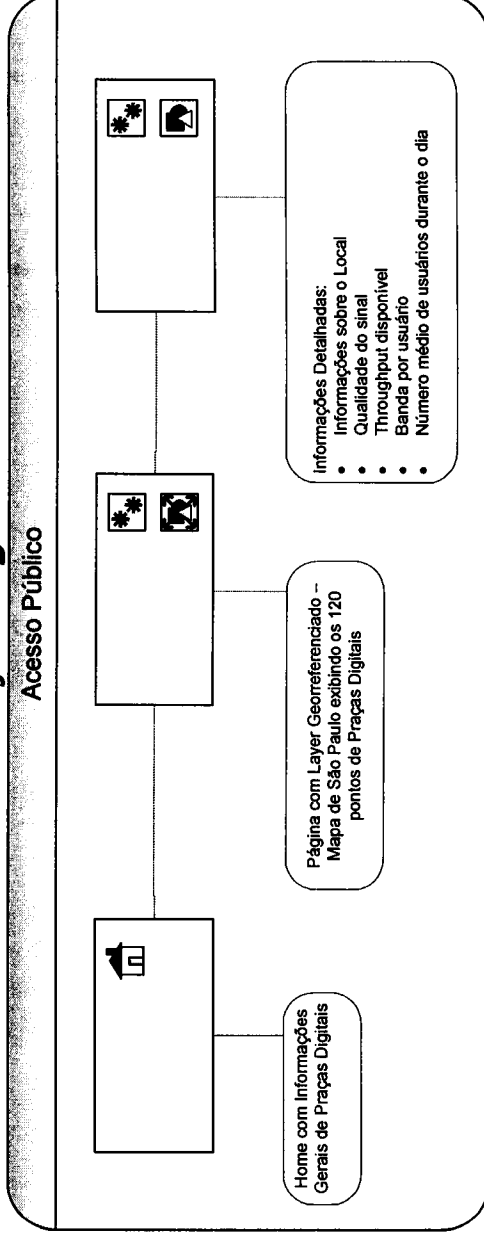 Acesso Público
Home com Informações
Gerais de Praças Digitais
Página com Layer Georreferenciado –
Mapa de São Paulo exibindo os 120
pontos de Praças Digitais
Informações Detalhadas:
• Informações sobre o Local
• Qualidade do sinal
• Throughput disponível
• Banda por usuário
• Número médio de usuários durante o dia